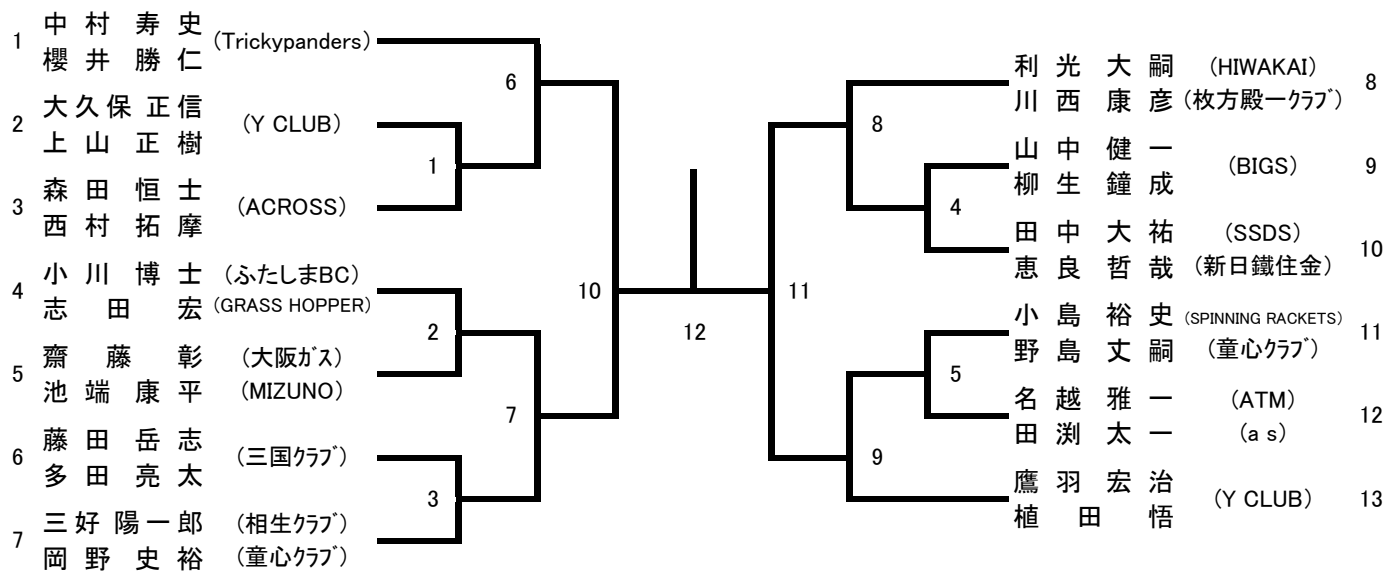 1 中村寿史 (Trickypanders)
櫻井勝仁
2 大久保正信 (Y CLUB)
上山正樹
3 森田恒士 (ACROSS)
西村拓摩
4 小川博士 (ふたしまBC)
志田宏 (GRASS HOPPER)
5 齋藤彰 (大阪ガス)
池端康平 (MIZUNO)
6 藤田岳志 (三国クラブ)
多田亮太
7 三好陽一郎 (相生クラブ)
岡野史裕 (童心クラブ)
6
1
2
10
7
3
12
8
11
4
5
9
利光大嗣 (HIWAKAI) 8
川西康彦 (枚方殿一クラブ)
山中健一 (BIGS) 9
柳生鐘成
田中大祐 (SSDS) 10
恵良哲哉 (新日鐵住金)
小島裕史 (SPINNING RACKETS) 11
野島丈嗣 (童心クラブ)
名越雅一 (ATM) 12
田渕太一 (a s)
鷹羽宏治 (Y CLUB) 13
植田悟